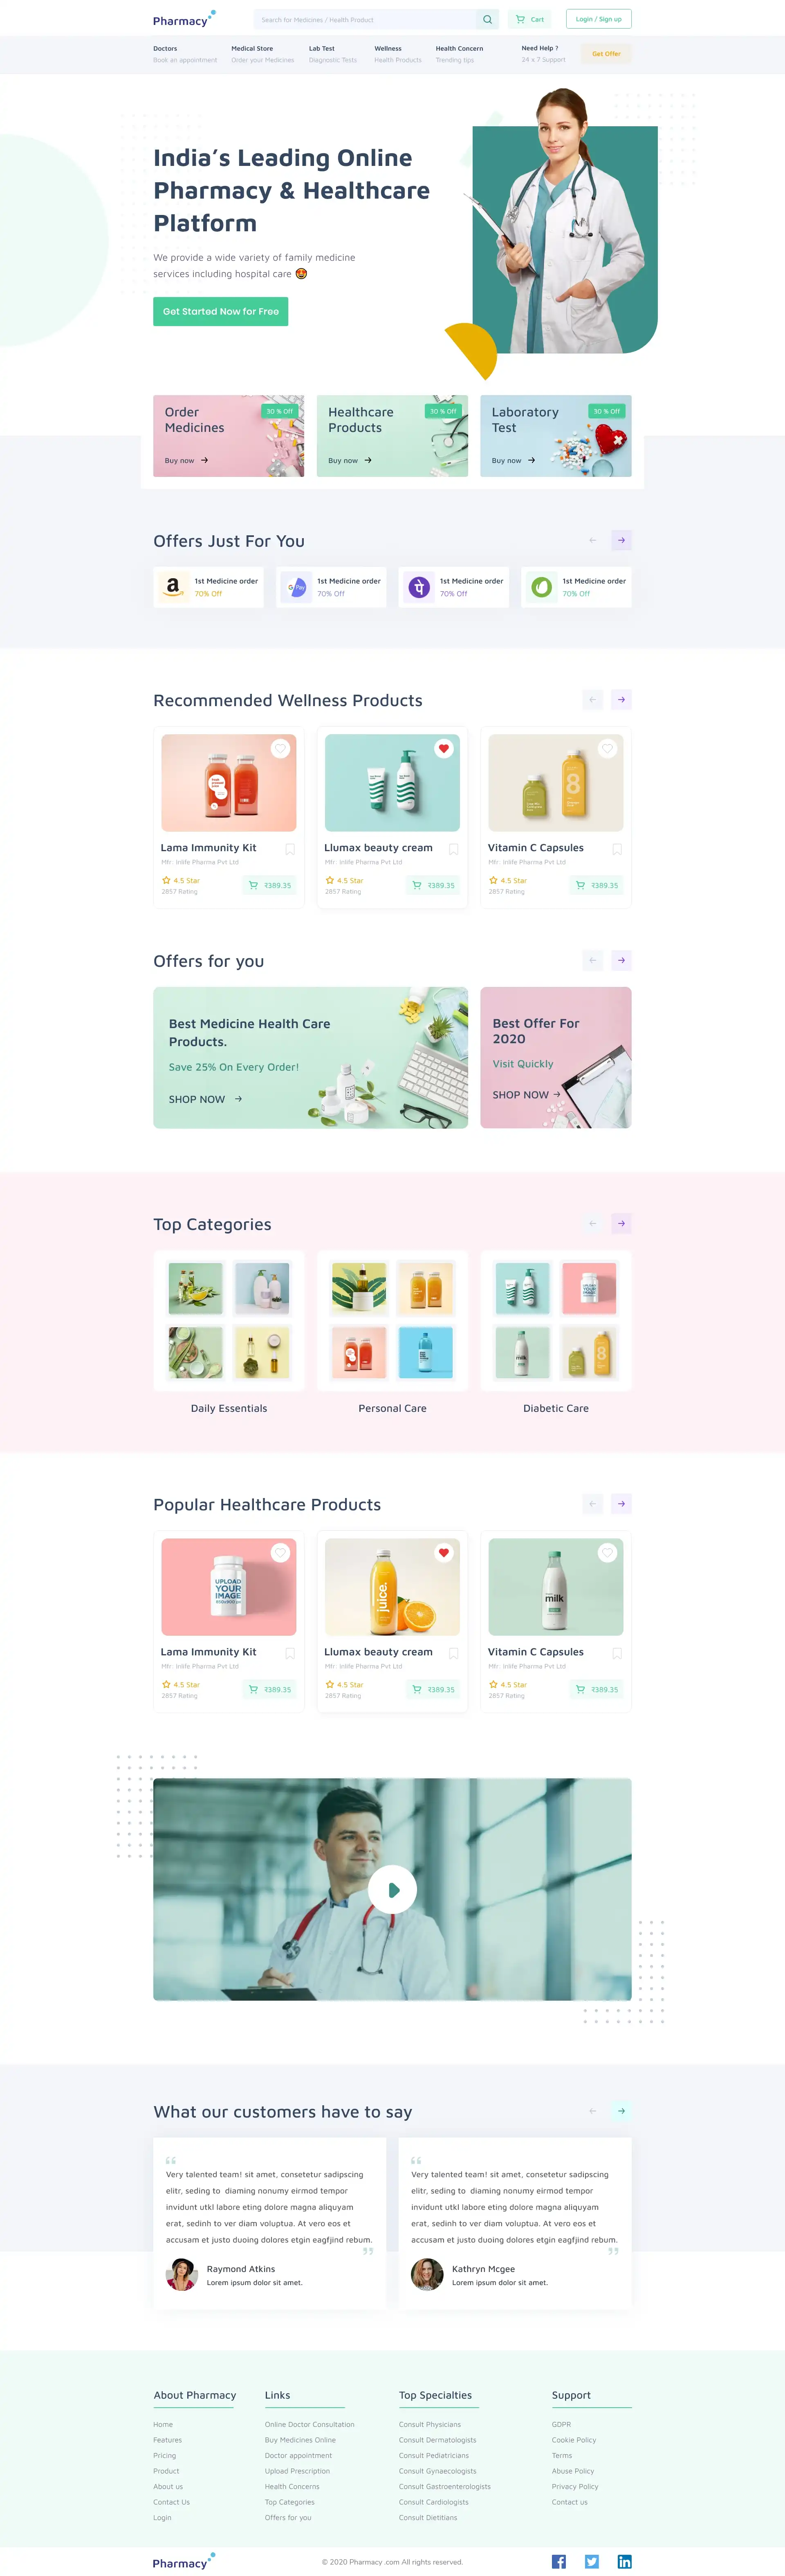 Pharmacy
Search for Medicines / Health Product
Cart
Login / Sign up
Doctors
Book an appointment
Medical Store
Order your Medicines
Lab Test
Diagnostic Tests
Wellness
Health Products
Health Concern
Trending tips
Need Help ?
24 x 7 Support
Get Offer
India's Leading Online
Pharmacy & Healthcare
Platform
We provide a wide variety of family medicine
services including hospital care
Get Started Now for Free
Order
Medicines
30 % Off
Buy now
Healthcare
Products
30 % Off
Buy now
Laboratory
Test
30 % Off
Buy now
Offers Just For You
1st Medicine order
70% Off
G Pay
1st Medicine order
70% Off
1st Medicine order
70% Off
1st Medicine order
70% Off
Recommended Wellness Products
Lama Immunity Kit
Mfr: Inlife Pharma Pvt Ltd
4.5 Star
2857 Rating
₹389.35
Llumax beauty cream
Mfr: Inlife Pharma Pvt Ltd
4.5 Star
2857 Rating
₹389.35
8
Vitamin C Capsules
Mfr: Inlife Pharma Pvt Ltd
4.5 Star
2857 Rating
₹389.35
Offers for you
Best Medicine Health Care
Products.
Save 25% On Every Order!
SHOP NOW
Best Offer For
2020
Visit Quickly
SHOP NOW
Top Categories
UPLOAD
YOUR
IMAGE
milk
8
Daily Essentials
Personal Care
Diabetic Care
Popular Healthcare Products
UPLOAD
YOUR
IMAGE
Lama Immunity Kit
Mfr: Inlife Pharma Pvt Ltd
4.5 Star
2857 Rating
₹389.35
juice.
Llumax beauty cream
Mfr: Inlife Pharma Pvt Ltd
4.5 Star
2857 Rating
₹389.35
milk
Vitamin C Capsules
Mfr: Inlife Pharma Pvt Ltd
4.5 Star
2857 Rating
₹389.35
What our customers have to say
Very talented team! sit amet, consetetur sadipscing
elitr, seding to diaming nonumy eirmod tempor
invidunt utkl labore eting dolore magna aliquyam
erat, sedinh to ver diam voluptua. At vero eos et
accusam et justo duoing dolores etgin eagfjind rebum.
Raymond Atkins
Lorem ipsum dolor sit amet.
Very talented team! sit amet, consetetur sadipscing
elitr, seding to diaming nonumy eirmod tempor
invidunt utkl labore eting dolore magna aliquyam
erat, sedinh to ver diam voluptua. At vero eos et
accusam et justo duoing dolores etgin eagfjind rebum.
Kathryn Mcgee
Lorem ipsum dolor sit amet.
About Pharmacy
Home
Features
Pricing
Product
About us
Contact Us
Login
Links
Online Doctor Consultation
Buy Medicines Online
Doctor appointment
Upload Prescription
Health Concerns
Top Categories
Offers for you
Top Specialties
Consult Physicians
Consult Dermatologists
Consult Pediatricians
Consult Gynaecologists
Consult Gastroenterologists
Consult Cardiologists
Consult Dietitians
Support
GDPR
Cookie Policy
Terms
Abuse Policy
Privacy Policy
Contact us
Pharmacy
© 2020 Pharmacy .com All rights reserved.